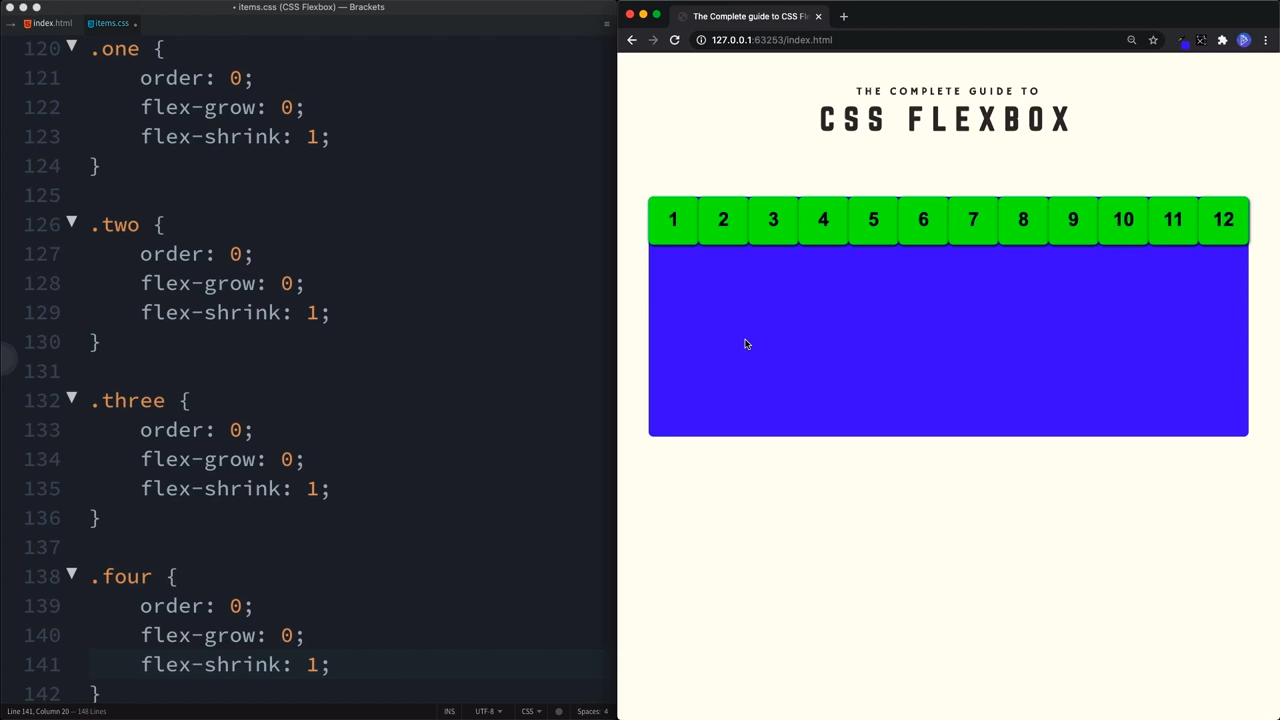 • items.css (CSS Flexbox) — Brackets
index.html
items.css •
120 .one {
121 order: 0;
122 flex-grow: 0;
123 flex-shrink: 1;
124 }
125
126 .two {
127 order: 0;
128 flex-grow: 0;
129 flex-shrink: 1;
130 }
131
132 .three {
133 order: 0;
134 flex-grow: 0;
135 flex-shrink: 1;
136 }
137
138 .four {
139 order: 0;
140 flex-grow: 0;
141 flex-shrink: 1;
142 }
Line 141, Column 20 — 148 Lines
INS UTF-8 CSS Spaces: 4
The Complete guide to CSS Fl
127.0.0.1:63253/index.html
THE COMPLETE GUIDE TO
CSS FLEXBOX
1 2 3 4 5 6 7 8 9 10 11 12